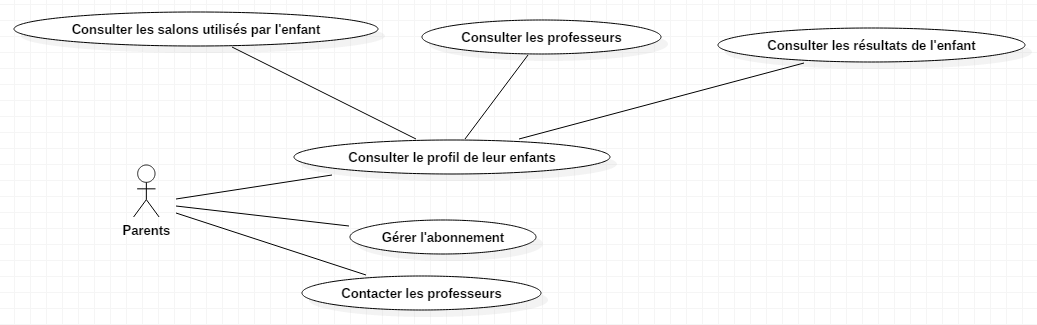 Consulter les salons utilisés par l'enfant
Consulter les professeurs
Consulter les résultats de l'enfant
Consulter le profil de leur enfants
Parents
Gérer l'abonnement
Contacter les professeurs